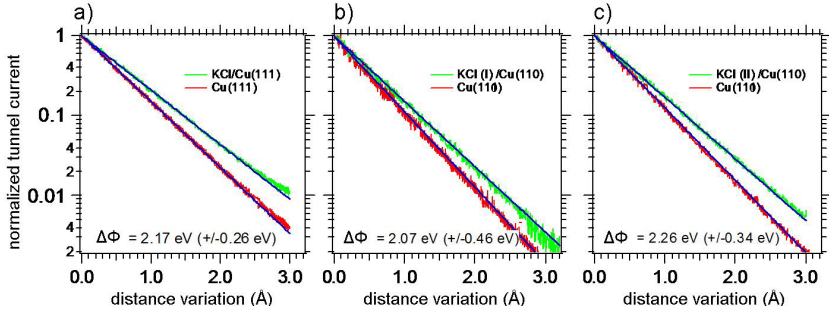 a)
normalized tunnel current
1
4
2
0.1
4
2
0.01
4
2
KCl/Cu(111)
Cu(111)
ΔΦ = 2.17 eV (+/-0.26 eV)
0.0 1.0 2.0 3.0
distance variation (Å)
b)
KCl (I) /Cu(110)
Cu(110)
ΔΦ = 2.07 eV (+/-0.46 eV)
0.0 1.0 2.0 3.0
distance variation (Å)
c)
KCl (II) /Cu(110)
Cu(110)
ΔΦ = 2.26 eV (+/-0.34 eV)
0.0 1.0 2.0 3.0
distance variation (Å)